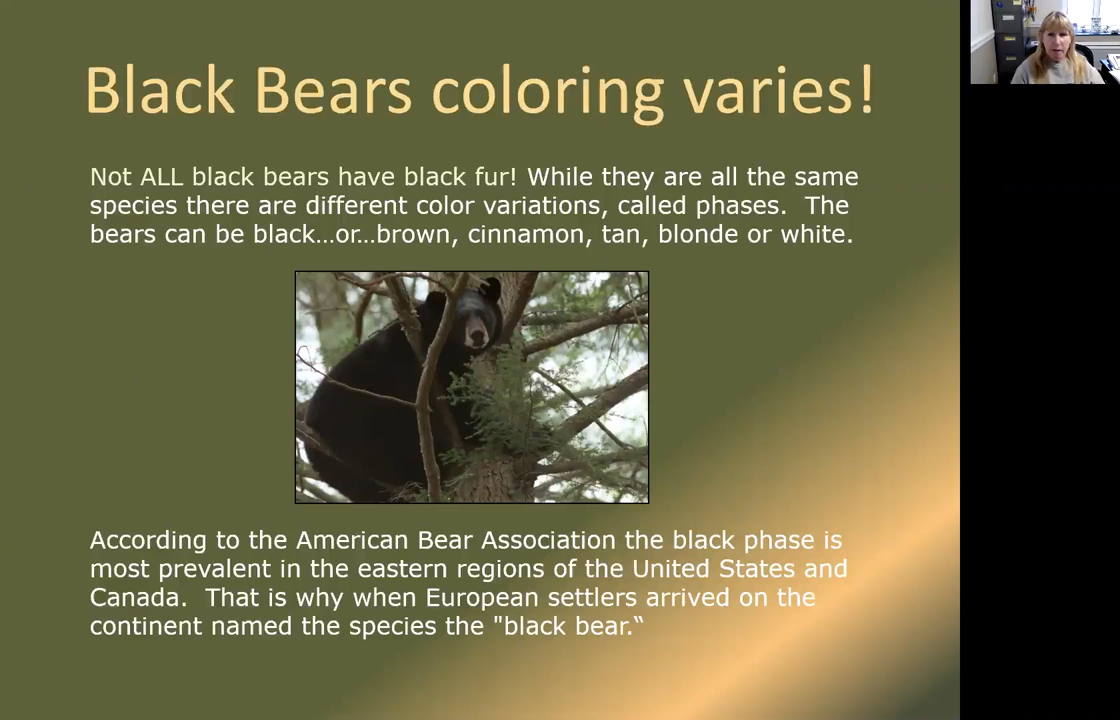 Black Bears coloring varies!
Not ALL black bears have black fur! While they are all the same
species there are different color variations, called phases.  The
bears can be black…or…brown, cinnamon, tan, blonde or white.
According to the American Bear Association the black phase is
most prevalent in the eastern regions of the United States and
Canada.  That is why when European settlers arrived on the
continent named the species the "black bear.“